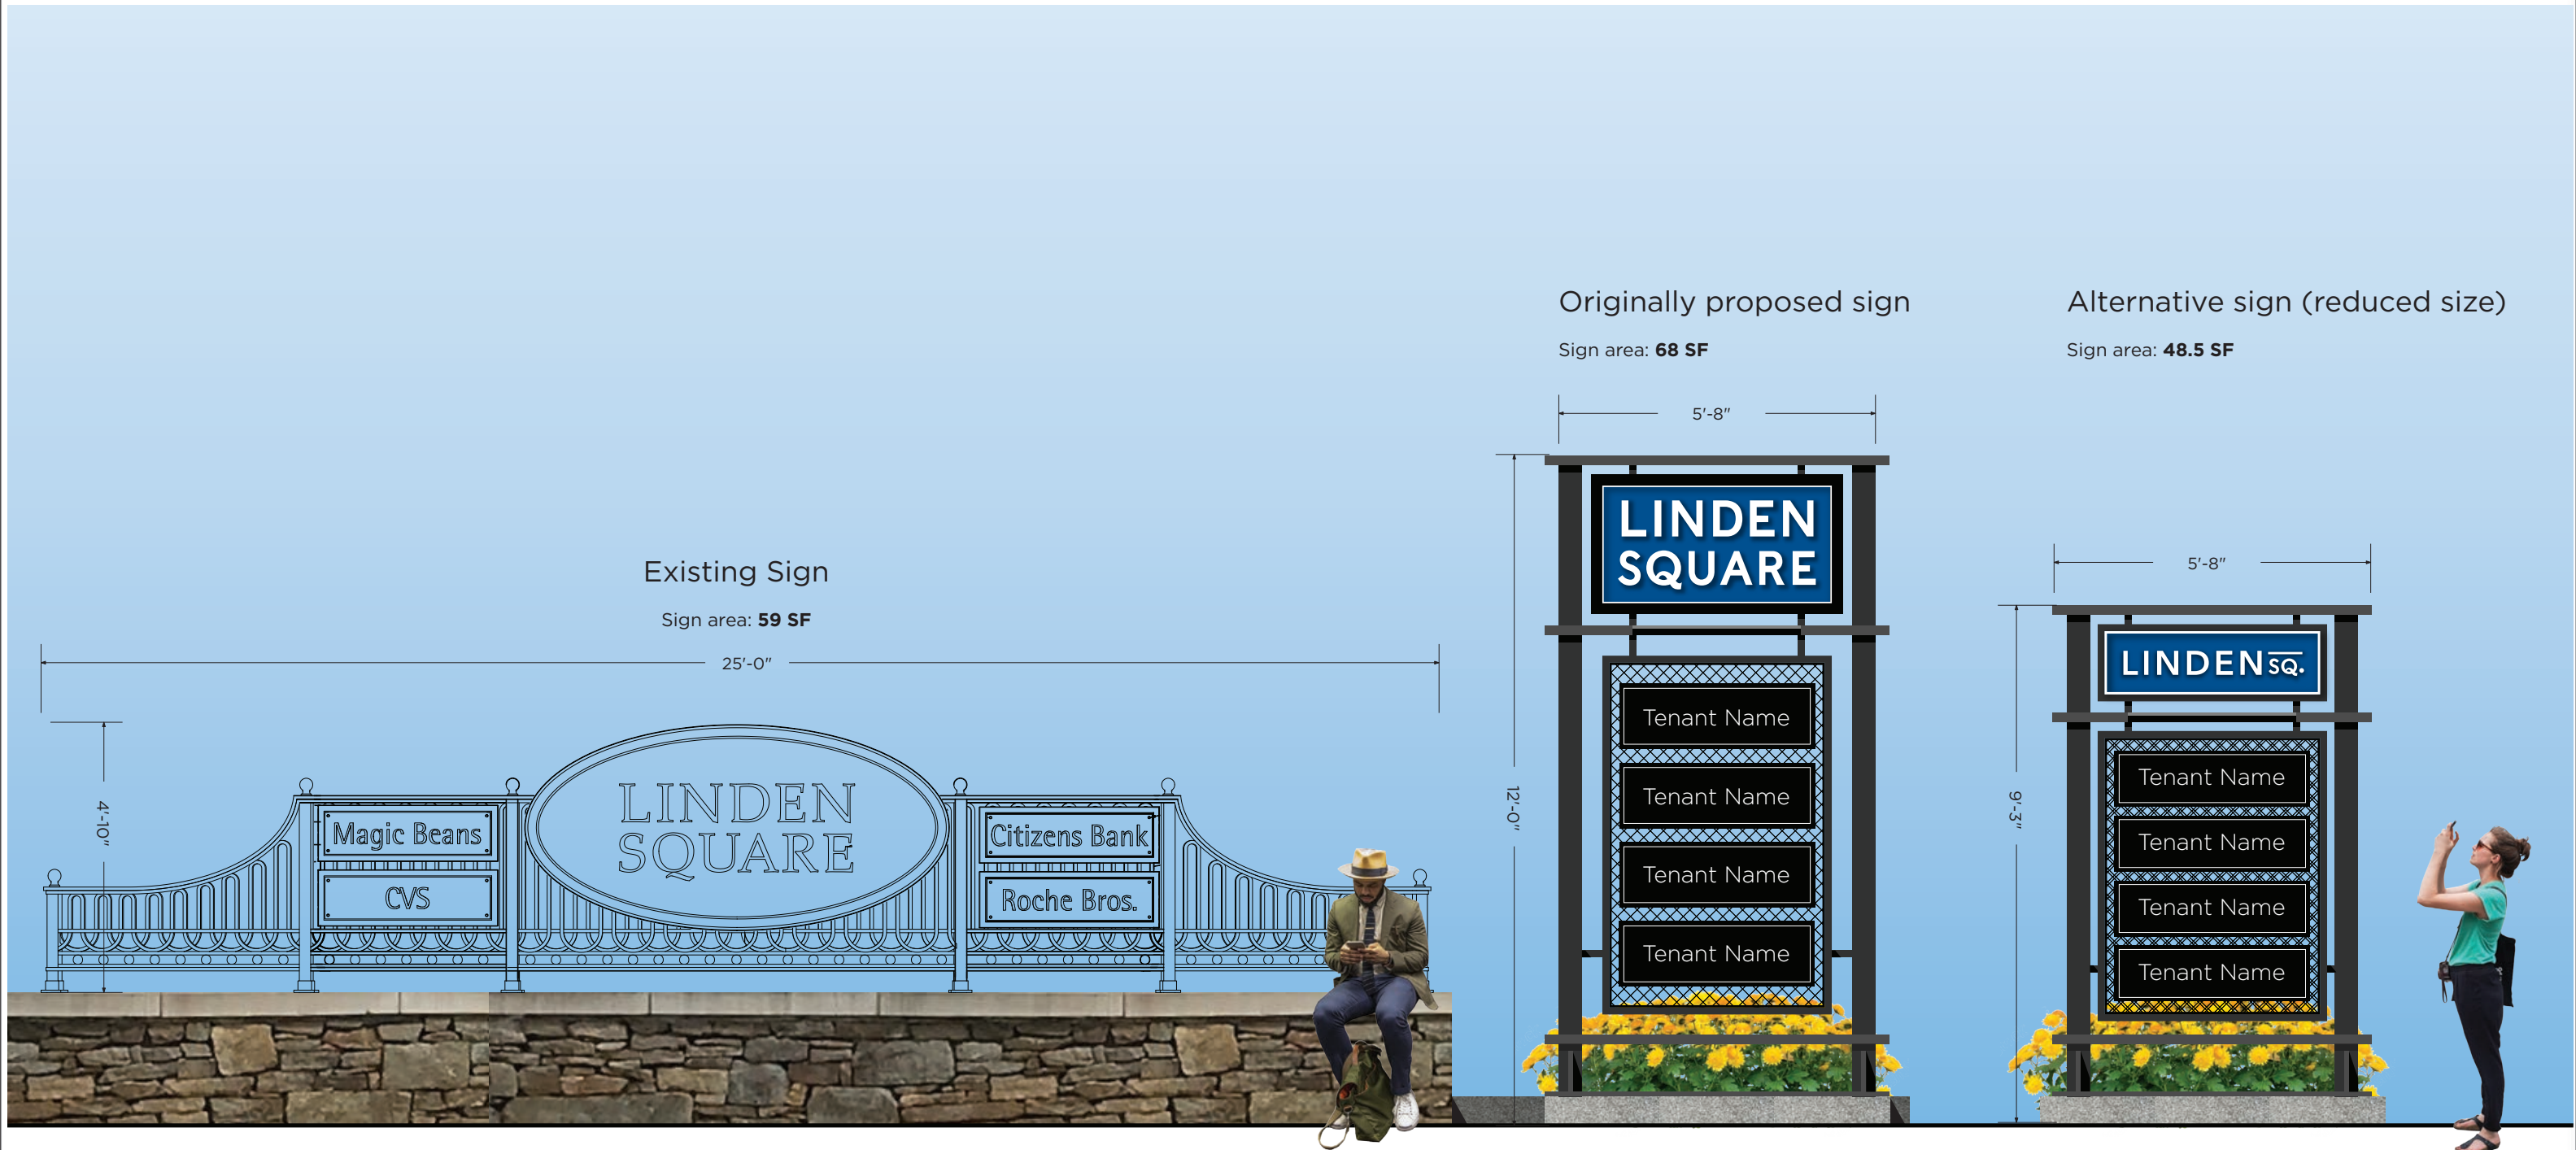 Existing Sign
Sign area: 59 SF
25'-0"
4'-10"
LINDEN
SQUARE
Magic Beans
CVS
Citizens Bank
Roche Bros.
Originally proposed sign
Sign area: 68 SF
5'-8"
12'-0"
LINDEN
SQUARE
Tenant Name
Tenant Name
Tenant Name
Tenant Name
Alternative sign (reduced size)
Sign area: 48.5 SF
5'-8"
9'-3"
LINDEN SQ.
Tenant Name
Tenant Name
Tenant Name
Tenant Name